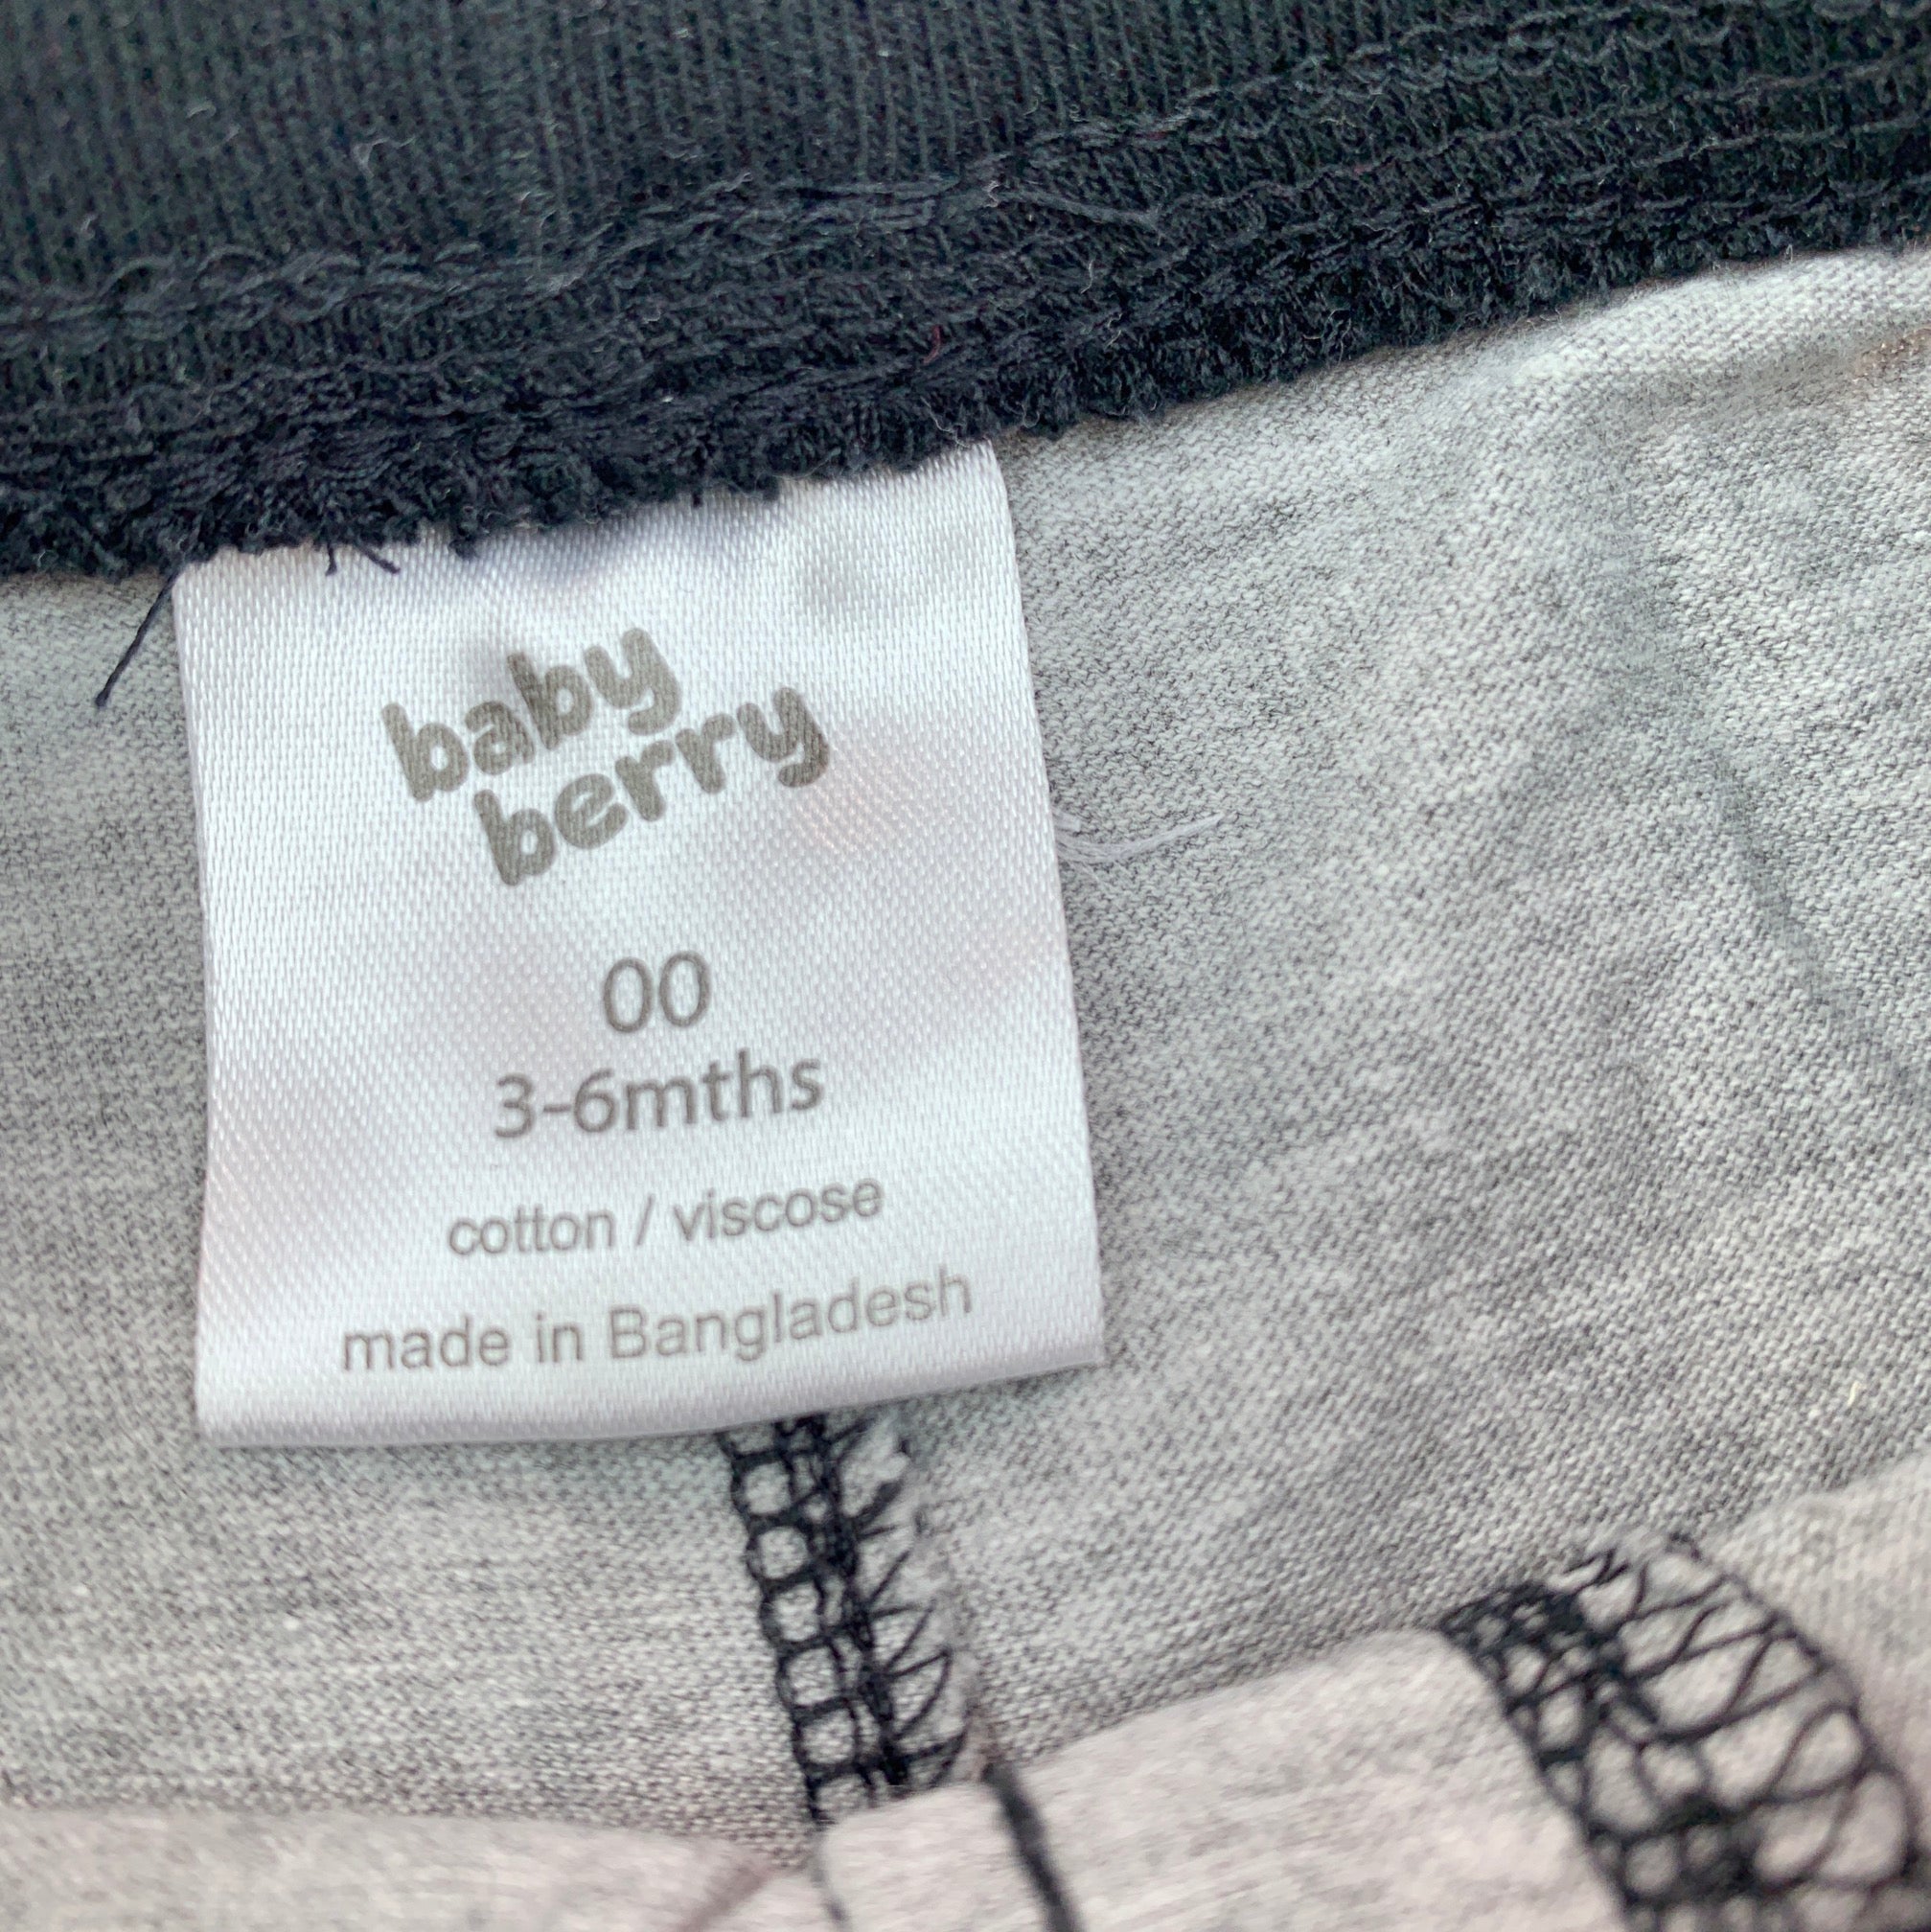 baby
berry
00
3-6mths
cotton / viscose
made in Bangladesh